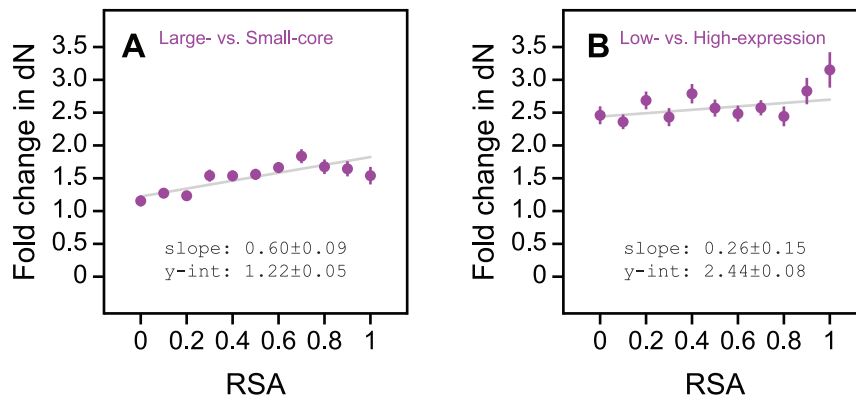 A Large- vs. Small-core
Fold change in dN
3.5
3.0
2.5
2.0
1.5
1.0
0.5
0
slope: 0.60±0.09
y-int: 1.22±0.05
0 0.2 0.4 0.6 0.8 1
RSA
B Low- vs. High-expression
Fold change in dN
3.5
3.0
2.5
2.0
1.5
1.0
0.5
0
slope: 0.26±0.15
y-int: 2.44±0.08
0 0.2 0.4 0.6 0.8 1
RSA